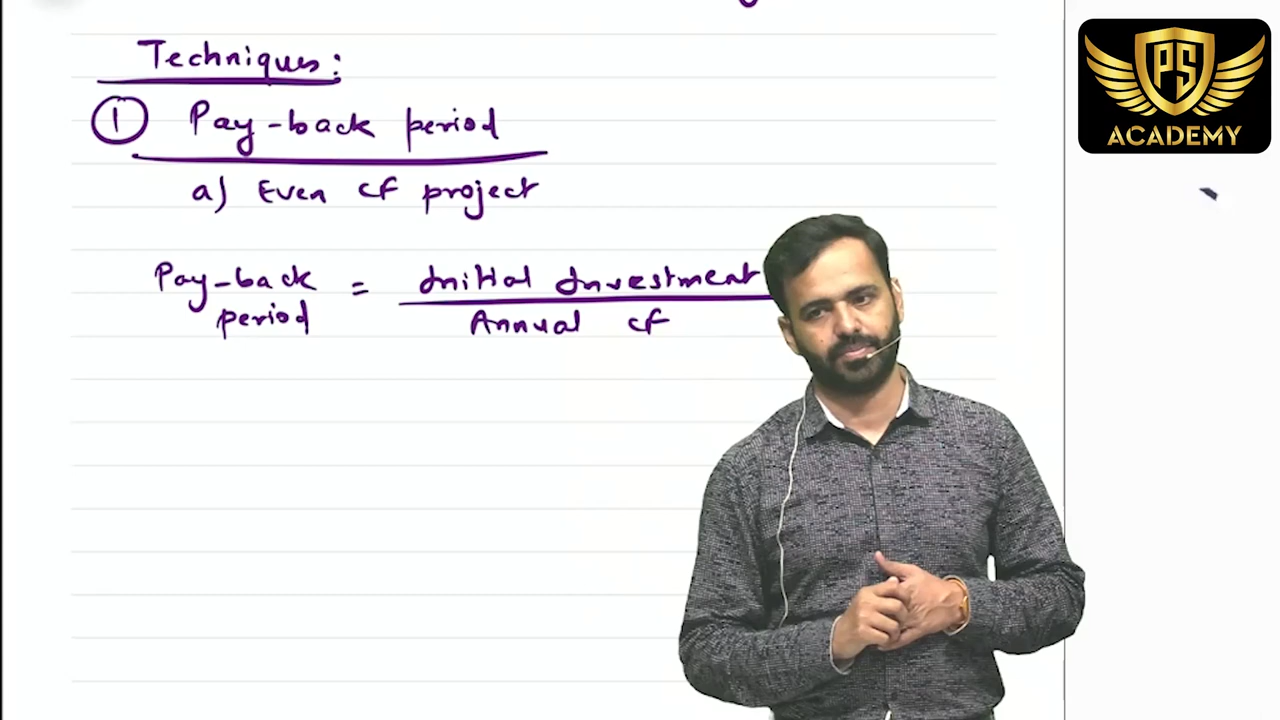 Techniques:
① Pay-back period
a) Even CF project
Pay-back period = Initial Investment
Annual CF
PS
ACADEMY